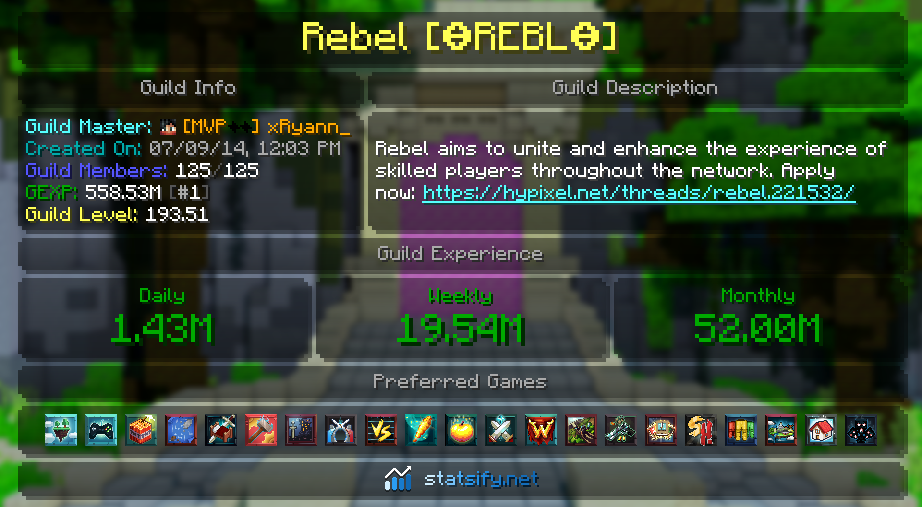 Rebel [❂REBL❂]
Guild Info
Guild Description
Guild Master: [MVP++] xRyann_
Created On: 07/09/14, 12:03 PM
Guild Members: 125/125
GEXP: 558.53M [#1]
Guild Level: 193.51
Rebel aims to unite and enhance the experience of
skilled players throughout the network. Apply
now: https://hypixel.net/threads/rebel.221532/
Guild Experience
Daily
1.43M
Weekly
19.54M
Monthly
52.00M
Preferred Games
VS
W
statsify.net